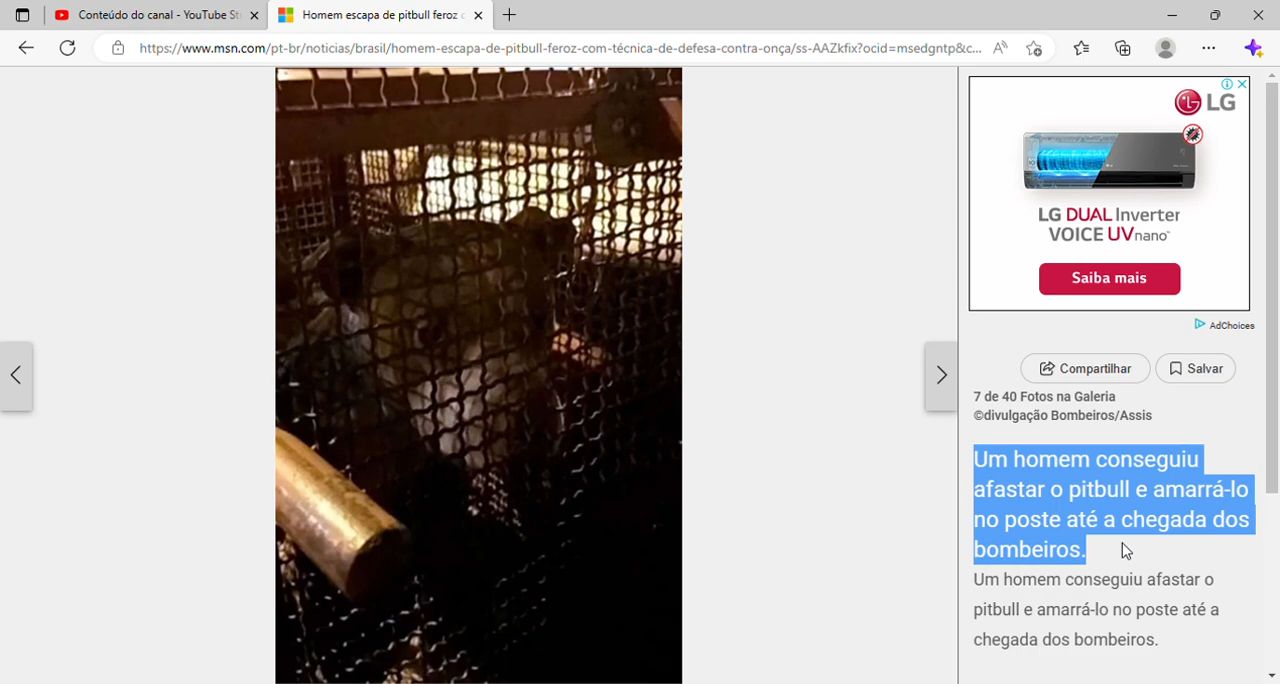 Conteúdo do canal - YouTube St
Homem escapa de pitbull feroz c
https://www.msn.com/pt-br/noticias/brasil/homem-escapa-de-pitbull-feroz-com-técnica-de-defesa-contra-onça/ss-AAZkfix?ocid=msedgntp&c...
LG
LG DUAL Inverter
VOICE UVnano™
Saiba mais
AdChoices
Compartilhar
Salvar
7 de 40 Fotos na Galeria
©divulgação Bombeiros/Assis
Um homem conseguiu
afastar o pitbull e amarrá-lo
no poste até a chegada dos
bombeiros.
Um homem conseguiu afastar o
pitbull e amarrá-lo no poste até a
chegada dos bombeiros.